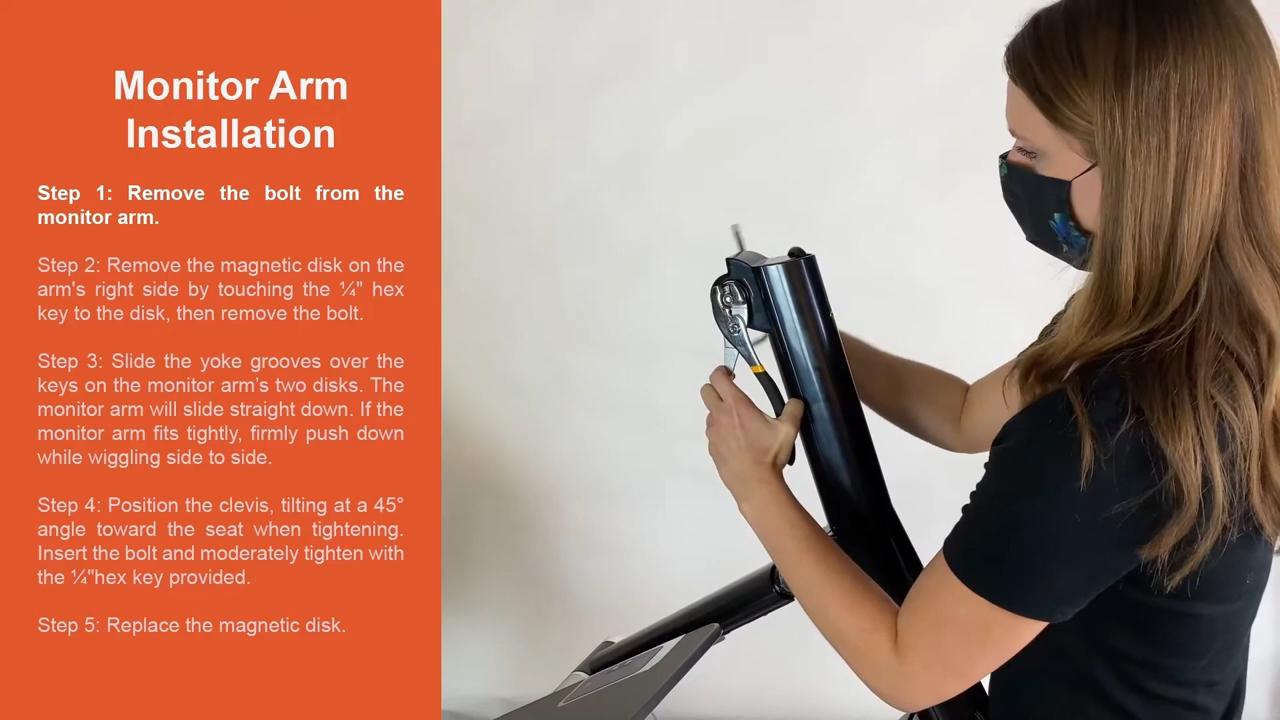 Monitor Arm
Installation
Step 1: Remove the bolt from the
monitor arm.
Step 2: Remove the magnetic disk on the
arm's right side by touching the ¼" hex
key to the disk, then remove the bolt.
Step 3: Slide the yoke grooves over the
keys on the monitor arm's two disks. The
monitor arm will slide straight down. If the
monitor arm fits tightly, firmly push down
while wiggling side to side.
Step 4: Position the clevis, tilting at a 45°
angle toward the seat when tightening.
Insert the bolt and moderately tighten with
the ¼"hex key provided.
Step 5: Replace the magnetic disk.